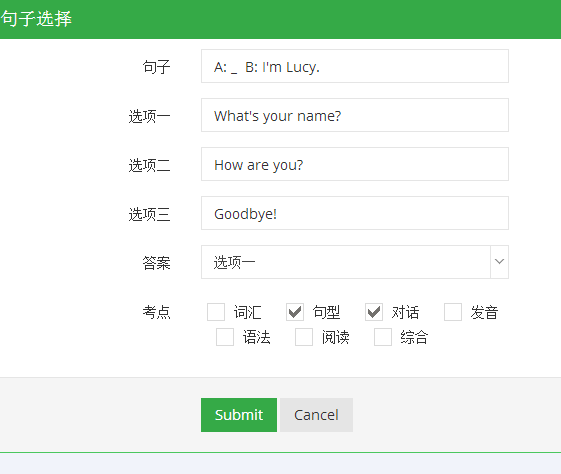 句子选择
句子 A: _ B: I'm Lucy.
选项一 What's your name?
选项二 How are you?
选项三 Goodbye!
答案 选项一
考点 词汇 句型 对话 发音
语法 阅读 综合
Submit Cancel